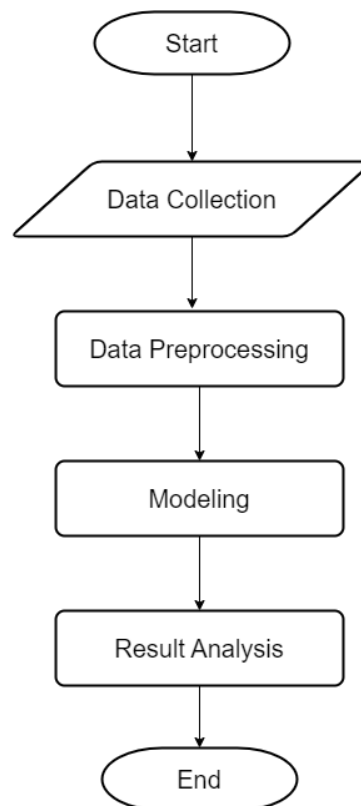 Start
Data Collection
Data Preprocessing
Modeling
Result Analysis
End